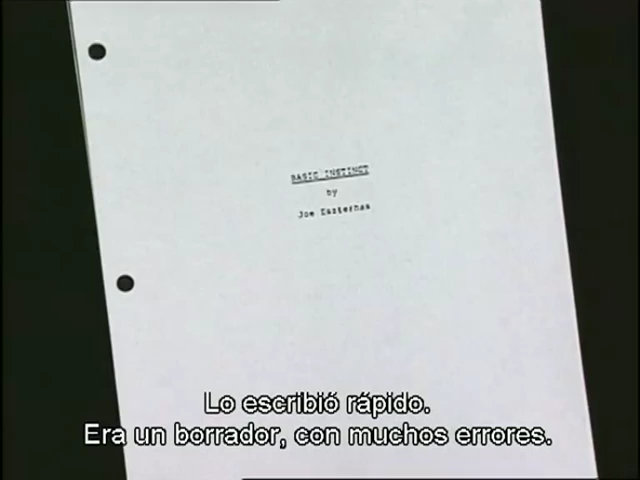 BASIC INSTINCT
by
Joe Eszterhas
Lo escribió rápido.
Era un borrador, con muchos errores.